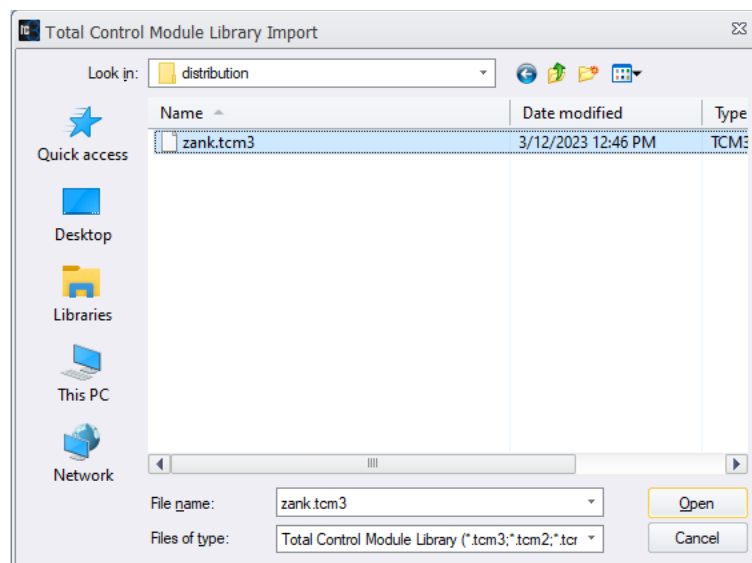 TC Total Control Module Library Import
Look in: distribution
Name Date modified Type
zank.tcm3 3/12/2023 12:46 PM TCM3
Quick access
Desktop
Libraries
This PC
Network
File name: zank.tcm3 Open
Files of type: Total Control Module Library (*.tcm3;*.tcm2;*.tcr Cancel